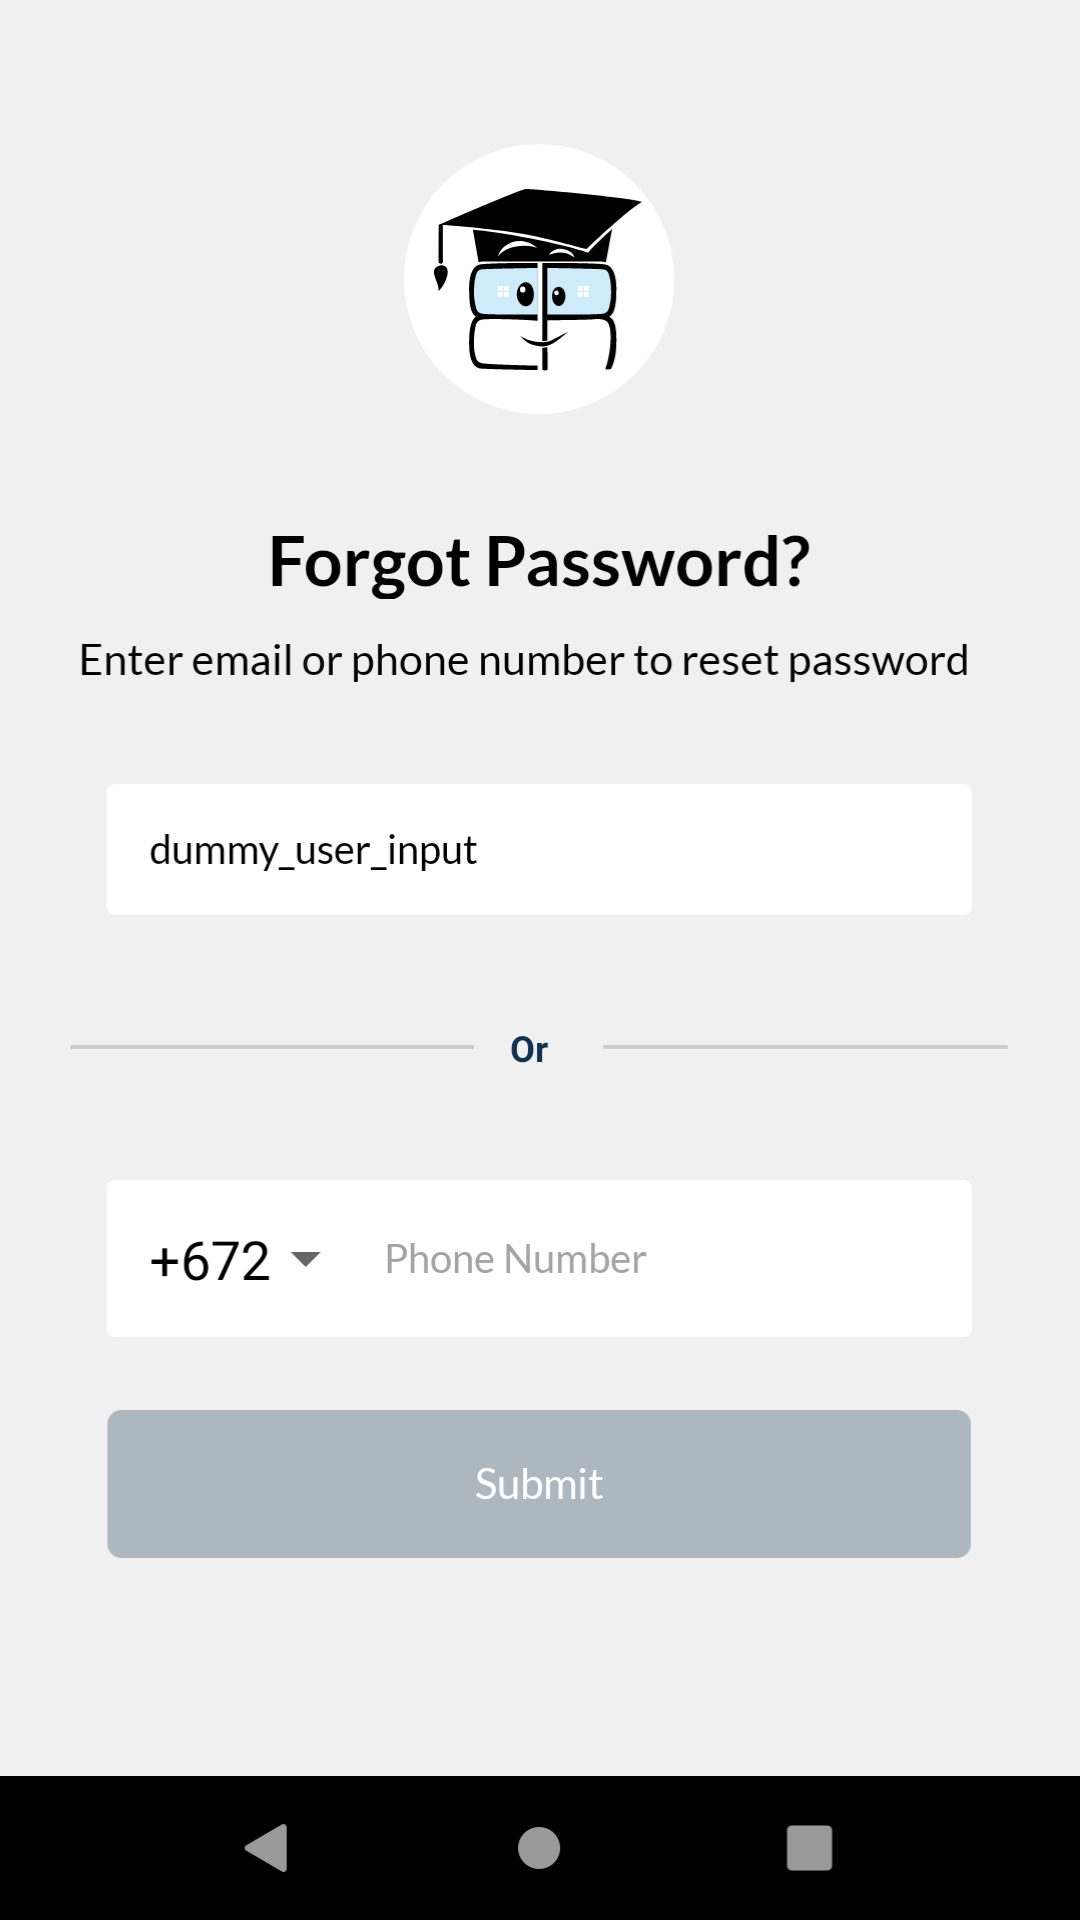 Forgot Password?
Enter email or phone number to reset password
dummy_user_input
Or
+672 Phone Number
Submit